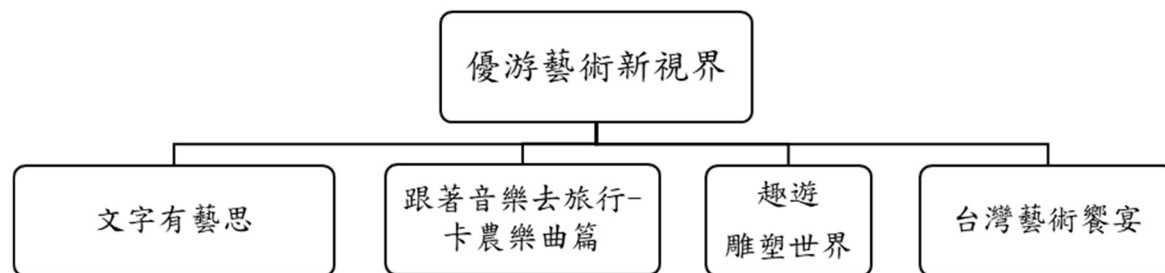 優游藝術新視界
文字有藝思
跟著音樂去旅行-
卡農樂曲篇
趣遊
雕塑世界
台灣藝術饗宴